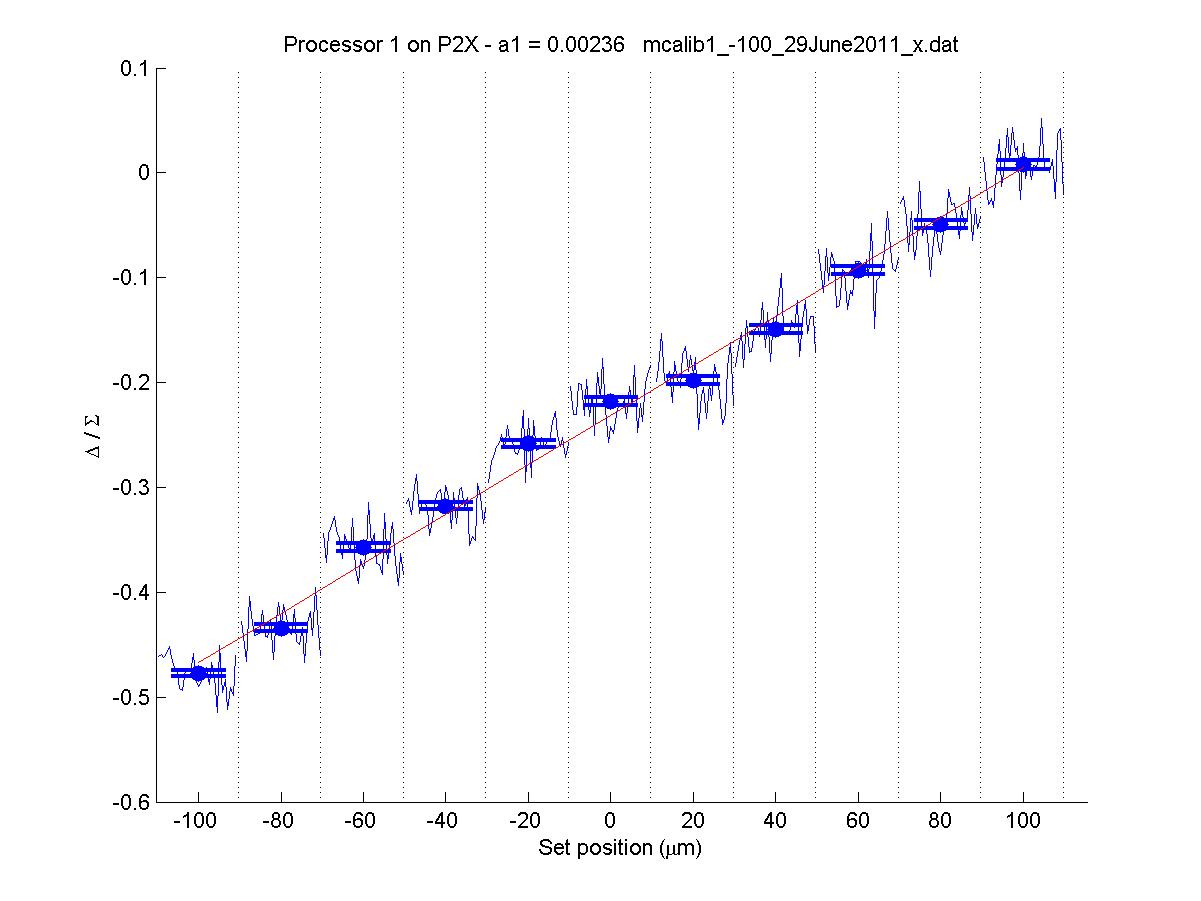 Processor 1 on P2X - a1 = 0.00236   mcalib1_-100_29June2011_x.dat
0.1
0
-0.1
-0.2
-0.3
-0.4
-0.5
-0.6
Δ / Σ
-100 -80 -60 -40 -20 0 20 40 60 80 100
Set position (μm)